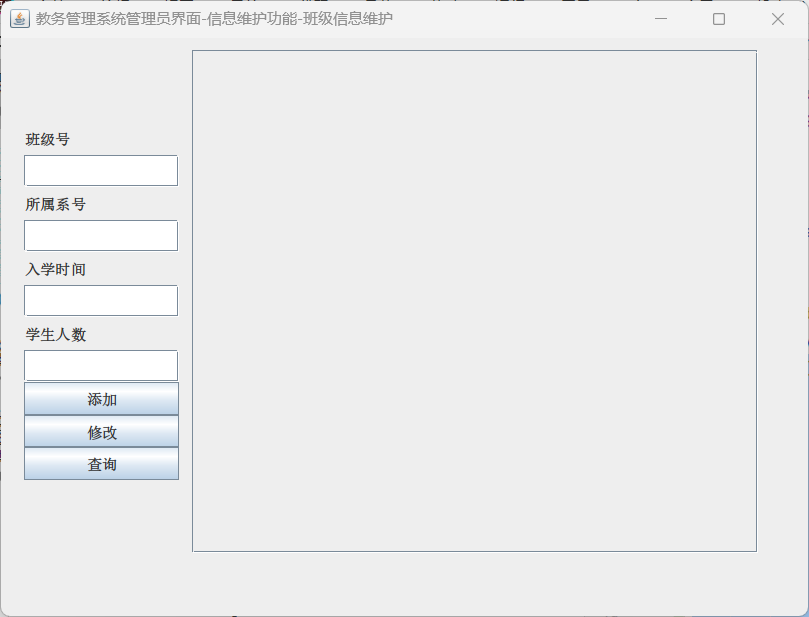 教务管理系统管理员界面-信息维护功能-班级信息维护
班级号
所属系号
入学时间
学生人数
添加
修改
查询